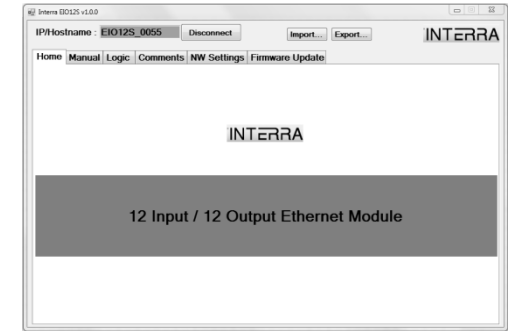 Interra EIO12S v1.0.0
IP/Hostname : EIO12S_0055 Disconnect Import... Export... INTERRA
Home Manual Logic Comments NW Settings Firmware Update
INTERRA
12 Input / 12 Output Ethernet Module